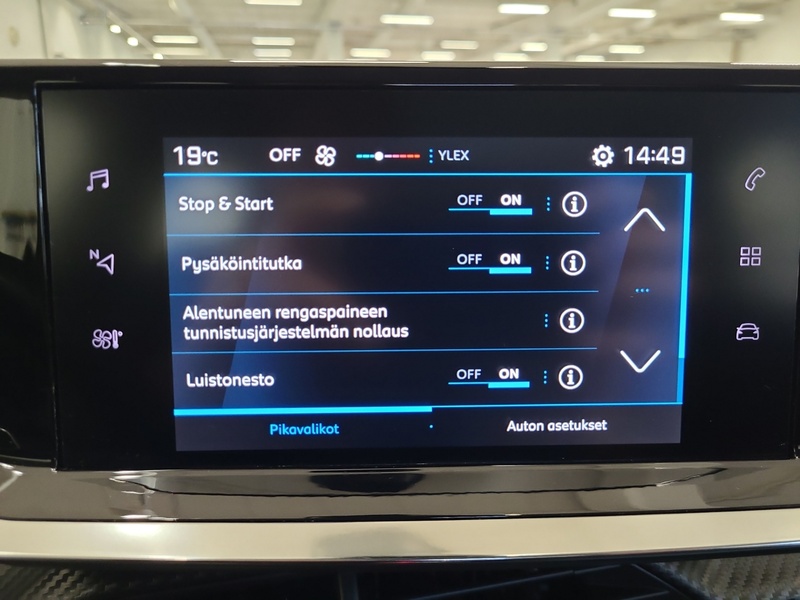 19°C OFF YLEX 14:49
Stop & Start OFF ON
N
Pysäköintitutka OFF ON
Alentuneen rengaspaineen
tunnistusjärjestelmän nollaus
Luistonesto OFF ON
Pikavalikot Auton asetukset